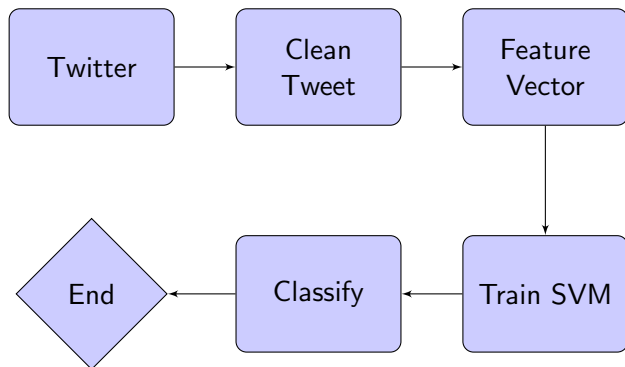 Twitter
Clean
Tweet
Feature
Vector
Train SVM
Classify
End